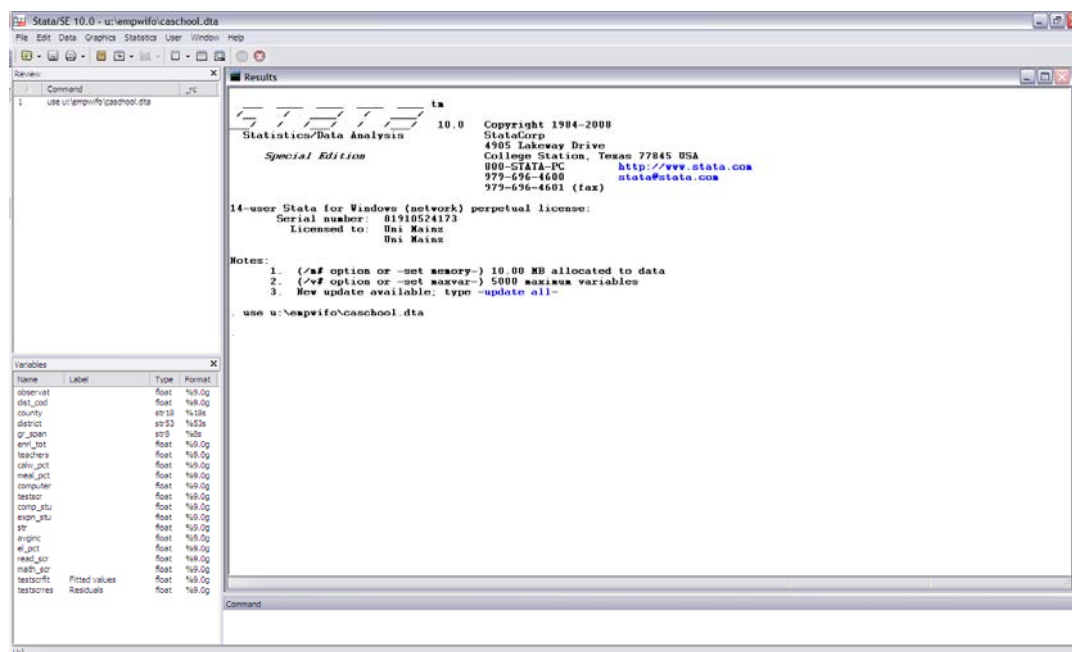 Stata/SE 10.0 - u:\empwifo\caschool.dta
File Edit Data Graphics Statistics User Window Help
Review
Command _rc
1 use u:\empwifo\caschool.dta
Results
STATA tm
10.0 Copyright 1984-2008
Statistics/Data Analysis StataCorp
4905 Lakeway Drive
Special Edition College Station, Texas 77845 USA
800-STATA-PC http://www.stata.com
979-696-4600 stata@stata.com
979-696-4601 (fax)
14-user Stata for Windows (network) perpetual license:
Serial number: 81910524173
Licensed to: Uni Mainz
Uni Mainz
Notes:
1. (/m# option or -set memory-) 10.00 MB allocated to data
2. (/v# option or -set maxvar-) 5000 maximum variables
3. New update available; type -update all-
. use u:\empwifo\caschool.dta
.
Variables
Name Label Type Format
observat float %9.0g
dist_cod float %9.0g
county str18 %18s
district str53 %53s
gr_span str8 %8s
enrl_tot float %9.0g
teachers float %9.0g
calw_pct float %9.0g
meal_pct float %9.0g
computer float %9.0g
testscr float %9.0g
comp_stu float %9.0g
expn_stu float %9.0g
str float %9.0g
avginc float %9.0g
el_pct float %9.0g
read_scr float %9.0g
math_scr float %9.0g
testscrfit Fitted values float %9.0g
testscrres Residuals float %9.0g
Command